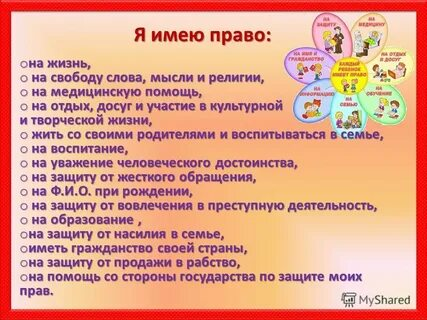 Я имею право:
на жизнь,
на свободу слова, мысли и религии,
на медицинскую помощь,
на отдых, досуг и участие в культурной
и творческой жизни,
жить со своими родителями и воспитываться в семье,
на воспитание,
на уважение человеческого достоинства,
на защиту от жесткого обращения,
на Ф.И.О. при рождении,
на защиту от вовлечения в преступную деятельность,
на образование ,
на защиту от насилия в семье,
иметь гражданство своей страны,
на защиту от продажи в рабство,
на помощь со стороны государства по защите моих
прав.
НА
ЗАЩИТУ
НА
МЕДИЦИНУ
НА ИМЯ И
ГРАЖДАНСТВО
КАЖДЫЙ
РЕБЕНОК
ИМЕЕТ ПРАВО
НА ОТДЫХ
И ДОСУГ
НА
ИНФОРМАЦИЮ
НА
ОБУЧЕНИЕ
НА
СЕМЬЮ
MyShared